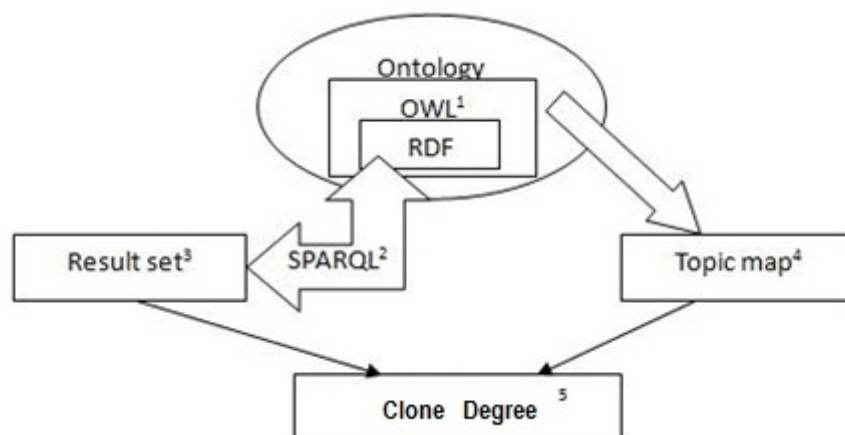 Ontology
OWL¹
RDF
Result set³
SPARQL²
Topic map⁴
Clone Degree ⁵